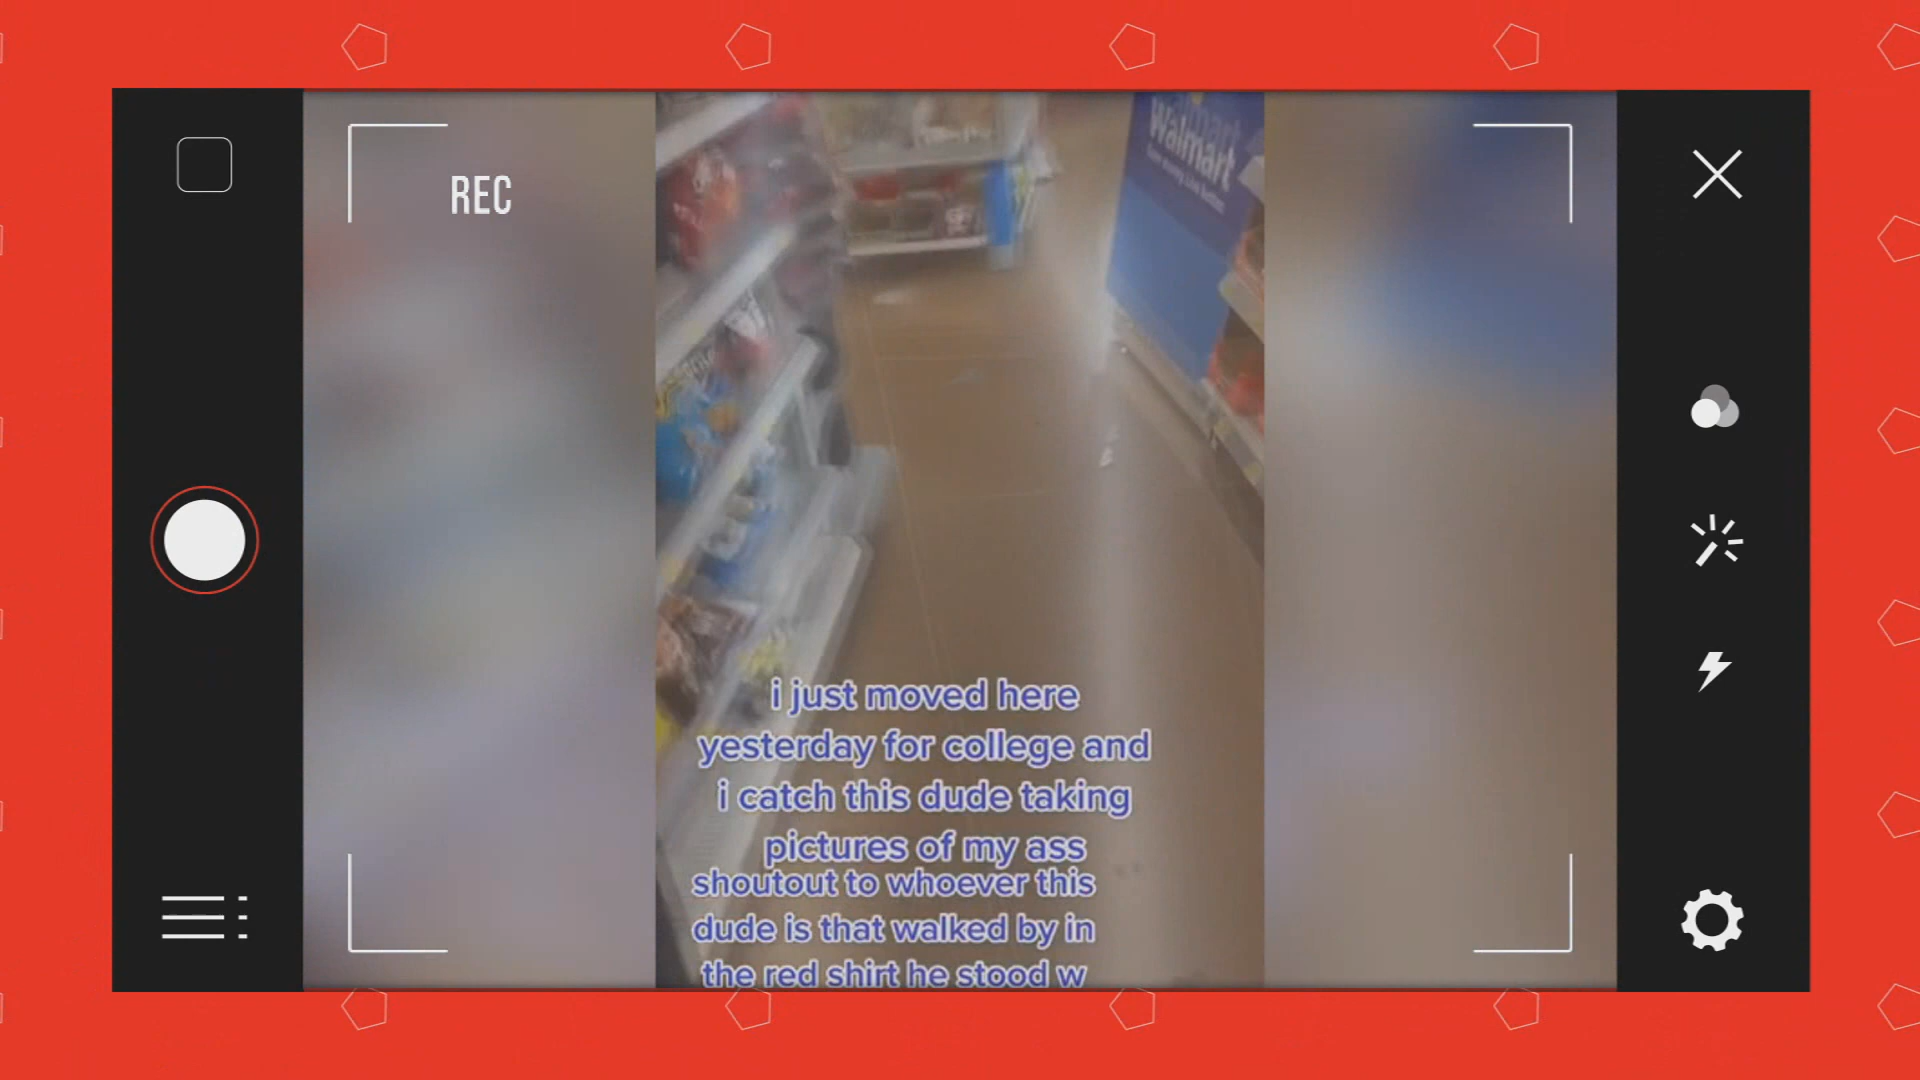 REC
Walmart
i just moved here
yesterday for college and
i catch this dude taking
pictures of my ass
shoutout to whoever this
dude is that walked by in
the red shirt he stood w